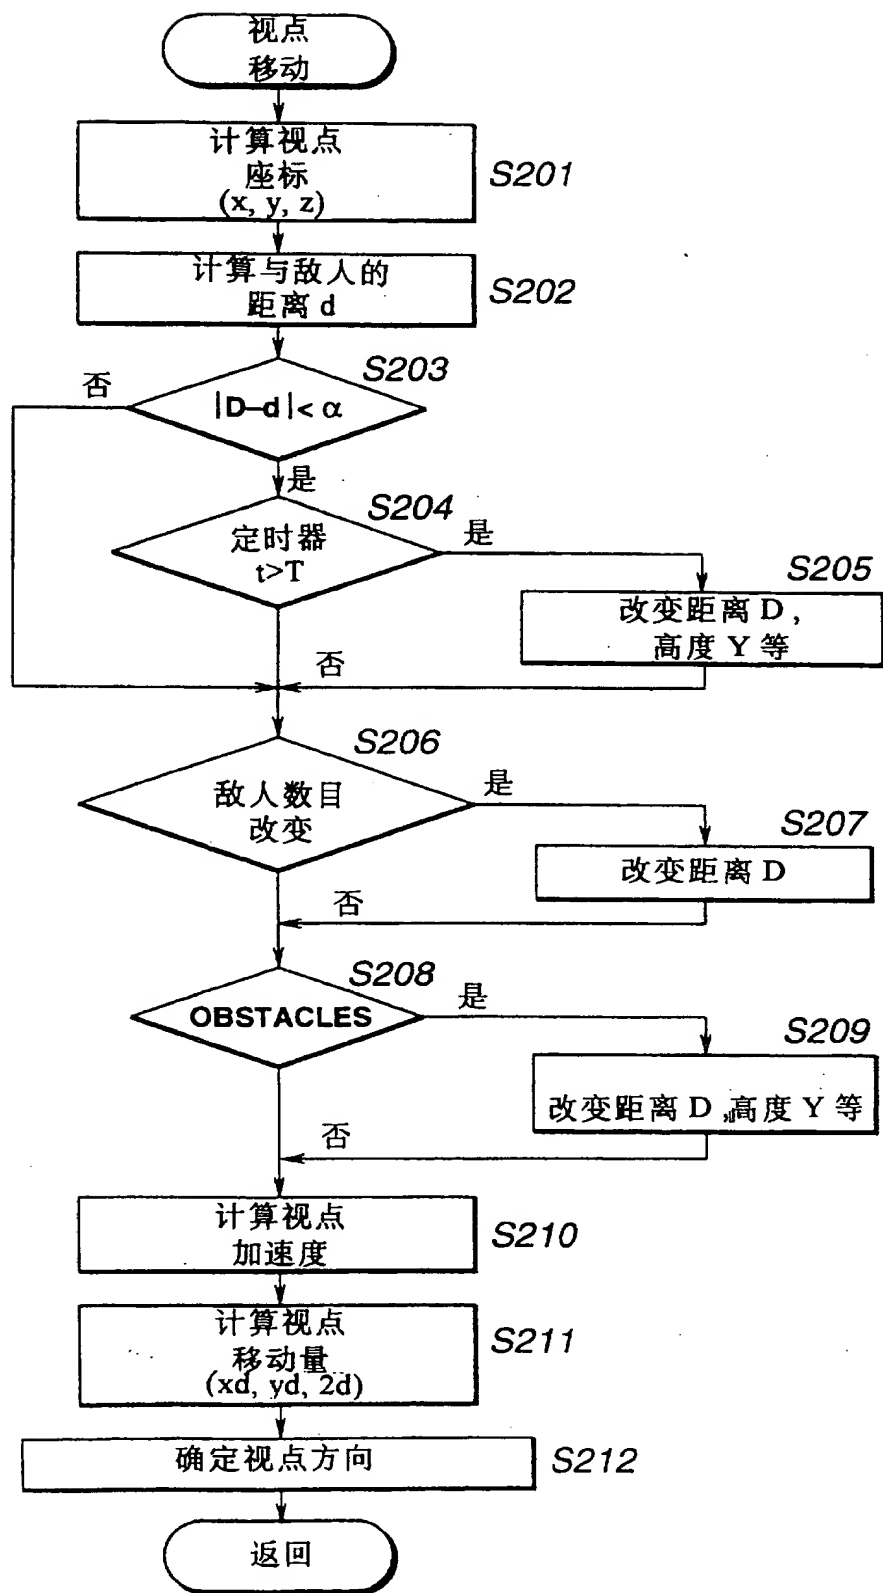 视点
移动
计算视点
座标
(x, y, z)
S201
计算与敌人的
距离 d
S202
S203
否
|D–d|< α
是
S204
定时器
t>T
是
S205
改变距离 D ,
高度 Y 等
否
S206
敌人数目
改变
是
S207
改变距离 D
否
S208
OBSTACLES
是
S209
改变距离 D ,高度 Y 等
否
计算视点
加速度
S210
计算视点
移动量
(xd, yd, 2d)
S211
确定视点方向
S212
返回